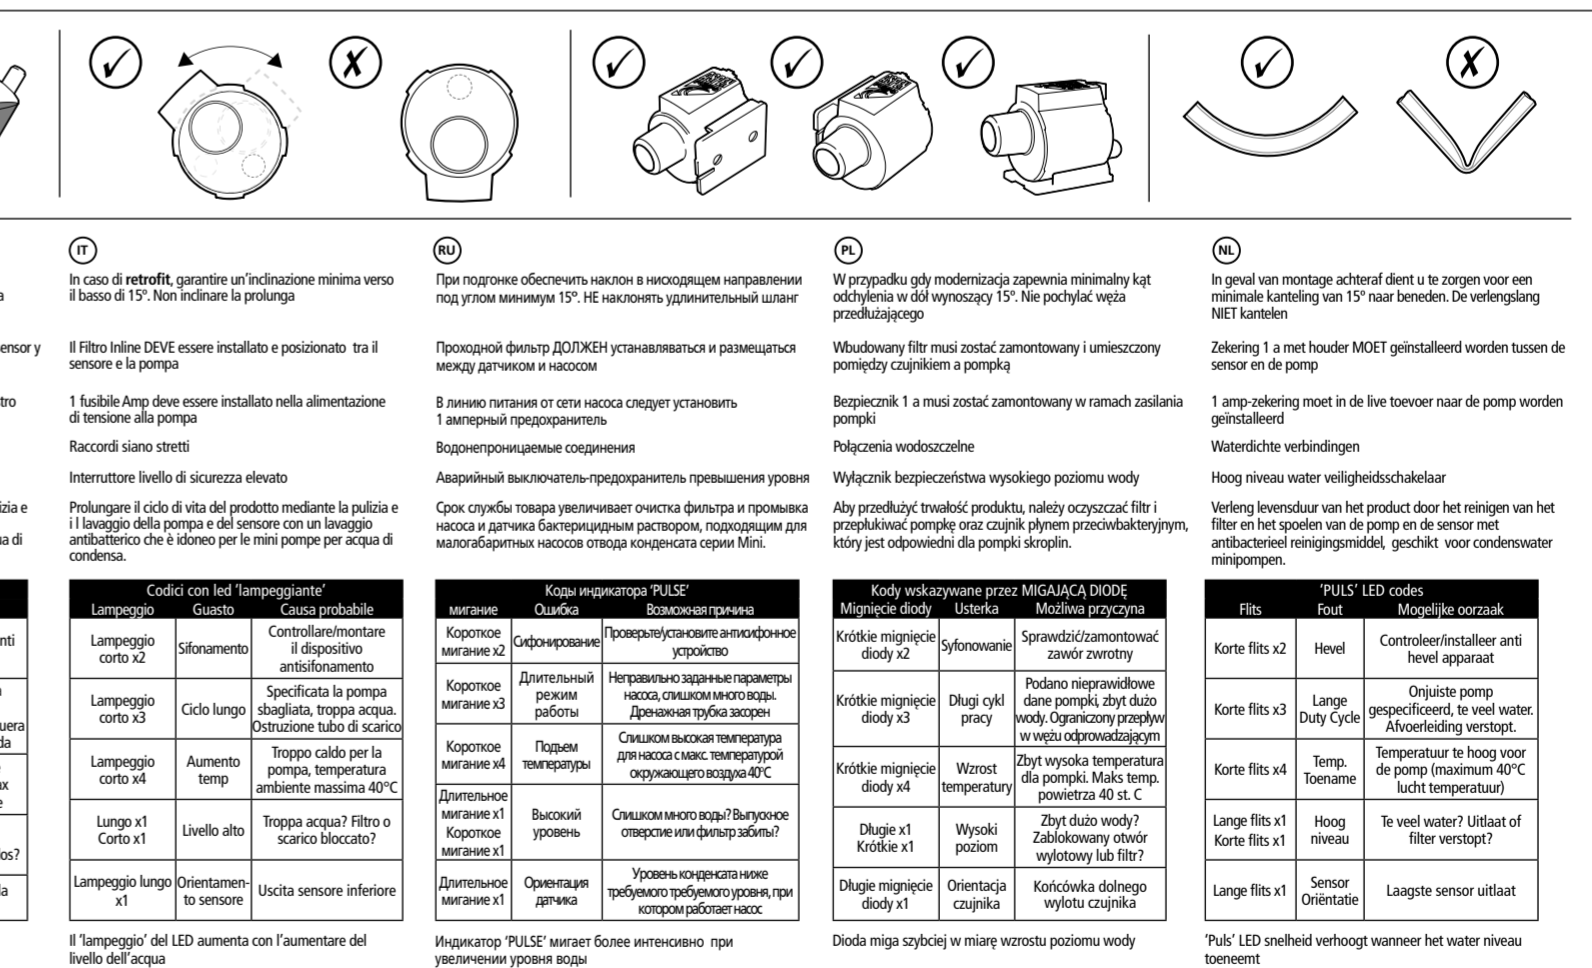 a
ensor y
tro
izia e
ua di
nti
a
uera
da
e
ax
e
los?
da
IT
In caso di retrofit, garantire un'inclinazione minima verso
il basso di 15º. Non inclinare la prolunga
Il Filtro Inline DEVE essere installato e posizionato tra il
sensore e la pompa
1 fusibile Amp deve essere installato nella alimentazione
di tensione alla pompa
Raccordi siano stretti
Interruttore livello di sicurezza elevato
Prolungare il ciclo di vita del prodotto mediante la pulizia e
i l lavaggio della pompa e del sensore con un lavaggio
antibatterico che è idoneo per le mini pompe per acqua di
condensa.
Codici con led 'lampeggiante'
Lampeggio Guasto Causa probabile
Lampeggio corto x2 Sifonamento Controllare/montare il dispositivo antisifonamento
Lampeggio corto x3 Ciclo lungo Specificata la pompa sbagliata, troppa acqua. Ostruzione tubo di scarico
Lampeggio corto x4 Aumento temp Troppo caldo per la pompa, temperatura ambiente massima 40°C
Lungo x1 Corto x1 Livello alto Troppa acqua? Filtro o scarico bloccato?
Lampeggio lungo x1 Orientamen-to sensore Uscita sensore inferiore
Il 'lampeggio' del LED aumenta con l'aumentare del
livello dell'acqua
RU
При подгонке обеспечить наклон в нисходящем направлении
под углом минимум 15º. НЕ наклонять удлинительный шланг
Проходной фильтр ДОЛЖЕН устанавливаться и размещаться
между датчиком и насосом
В линию питания от сети насоса следует установить
1 амперный предохранитель
Водонепроницаемые соединения
Аварийный выключатель-предохранитель превышения уровня
Срок службы товара увеличивает очистка фильтра и промывка
насоса и датчика бактерицидным раствором, подходящим для
малогабаритных насосов отвода конденсата серии Mini.
Коды индикатора 'PULSE'
мигание Ошибка Возможная причина
Короткое мигание x2 Сифонирование Проверьте/установите антисифонное устройство
Короткое мигание x3 Длительный режим работы Неправильно заданные параметры насоса, слишком много воды. Дренажная трубка засорен
Короткое мигание x4 Подъем температуры Слишком высокая температура для насоса с макс. температурой окружающего воздуха 40°C
Длительное мигание x1 Короткое мигание x1 Высокий уровень Слишком много воды? Выпускное отверстие или фильтр забиты?
Длительное мигание x1 Ориентация датчика Уровень конденсата ниже требуемого требуемого уровня, при котором работает насос
Индикатор 'PULSE' мигает более интенсивно при
увеличении уровня воды
PL
W przypadku gdy modernizacja zapewnia minimalny kąt
odchylenia w dół wynoszący 15º. Nie pochylać węża
przedłużającego
Wbudowany filtr musi zostać zamontowany i umieszczony
pomiędzy czujnikiem a pompką
Bezpiecznik 1 a musi zostać zamontowany w ramach zasilania
pompki
Połączenia wodoszczelne
Wyłącznik bezpieczeństwa wysokiego poziomu wody
Aby przedłużyć trwałość produktu, należy oczyszczać filtr i
przepłukiwać pompkę oraz czujnik płynem przeciwbakteryjnym,
który jest odpowiedni dla pompki skroplin.
Kody wskazywane przez MIGAJĄCĄ DIODĘ
Mignięcie diody Usterka Możliwa przyczyna
Krótkie mignięcie diody x2 Syfonowanie Sprawdzić/zamontować zawór zwrotny
Krótkie mignięcie diody x3 Długi cykl pracy Podano nieprawidłowe dane pompki, zbyt dużo wody. Ograniczony przepływ w wężu odprowadzającym
Krótkie mignięcie diody x4 Wzrost temperatury Zbyt wysoka temperatura dla pompki. Maks temp. powietrza 40 st. C
Długie x1 Krótkie x1 Wysoki poziom Zbyt dużo wody? Zablokowany otwór wylotowy lub filtr?
Długie mignięcie diody x1 Orientacja czujnika Końcówka dolnego wylotu czujnika
Dioda miga szybciej w miarę wzrostu poziomu wody
NL
In geval van montage achteraf dient u te zorgen voor een
minimale kanteling van 15º naar beneden. De verlengslang
NIET kantelen
Zekering 1 a met houder MOET geïnstalleerd worden tussen de
sensor en de pomp
1 amp-zekering moet in de live toevoer naar de pomp worden
geïnstalleerd
Waterdichte verbindingen
Hoog niveau water veiligheidsschakelaar
Verleng levensduur van het product door het reinigen van het
filter en het spoelen van de pomp en de sensor met
antibacterieel reinigingsmiddel, geschikt voor condenswater
minipompen.
'PULS' LED codes
Flits Fout Mogelijke oorzaak
Korte flits x2 Hevel Controleer/installeer anti hevel apparaat
Korte flits x3 Lange Duty Cycle Onjuiste pomp gespecificeerd, te veel water. Afvoerleiding verstopt.
Korte flits x4 Temp. Toename Temperatuur te hoog voor de pomp (maximum 40°C lucht temperatuur)
Lange flits x1 Korte flits x1 Hoog niveau Te veel water? Uitlaat of filter verstopt?
Lange flits x1 Sensor Oriëntatie Laagste sensor uitlaat
'Puls' LED snelheid verhoogt wanneer het water niveau
toeneemt